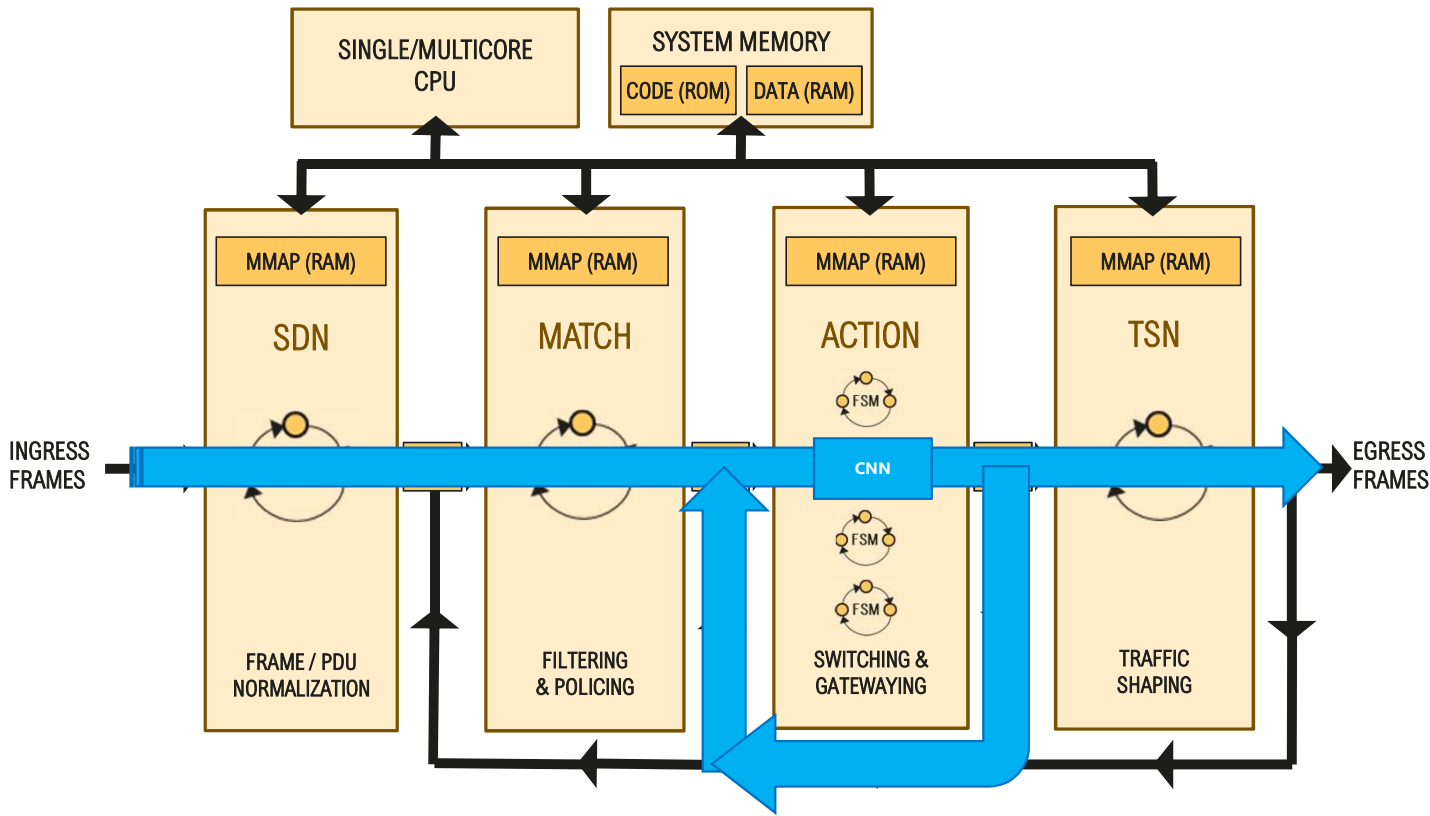 SINGLE/MULTICORE
CPU
SYSTEM MEMORY
CODE (ROM)
DATA (RAM)
MMAP (RAM)
MMAP (RAM)
MMAP (RAM)
MMAP (RAM)
SDN
MATCH
ACTION
TSN
FSM
INGRESS
FRAMES
CNN
EGRESS
FRAMES
FSM
FSM
FRAME / PDU
NORMALIZATION
FILTERING
& POLICING
SWITCHING &
GATEWAYING
TRAFFIC
SHAPING